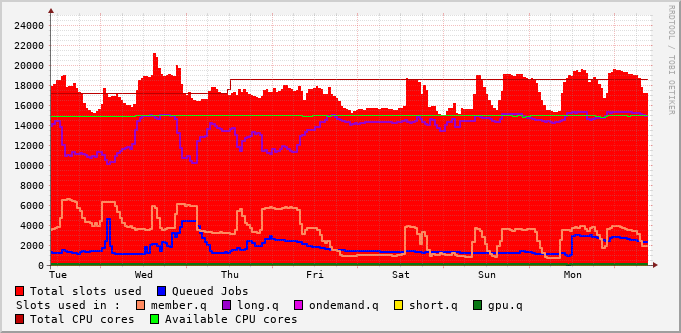 RRDTOOL / TOBI OETIKER
24000
22000
20000
18000
16000
14000
12000
10000
8000
6000
4000
2000
0
Tue Wed Thu Fri Sat Sun Mon
Total slots used Queued Jobs
Slots used in : member.q long.q ondemand.q short.q gpu.q
Total CPU cores Available CPU cores